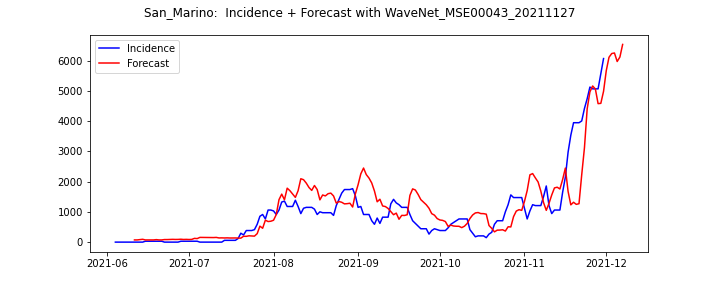 San_Marino:  Incidence + Forecast with WaveNet_MSE00043_20211127
Incidence
Forecast
6000
5000
4000
3000
2000
1000
0
2021-06 2021-07 2021-08 2021-09 2021-10 2021-11 2021-12